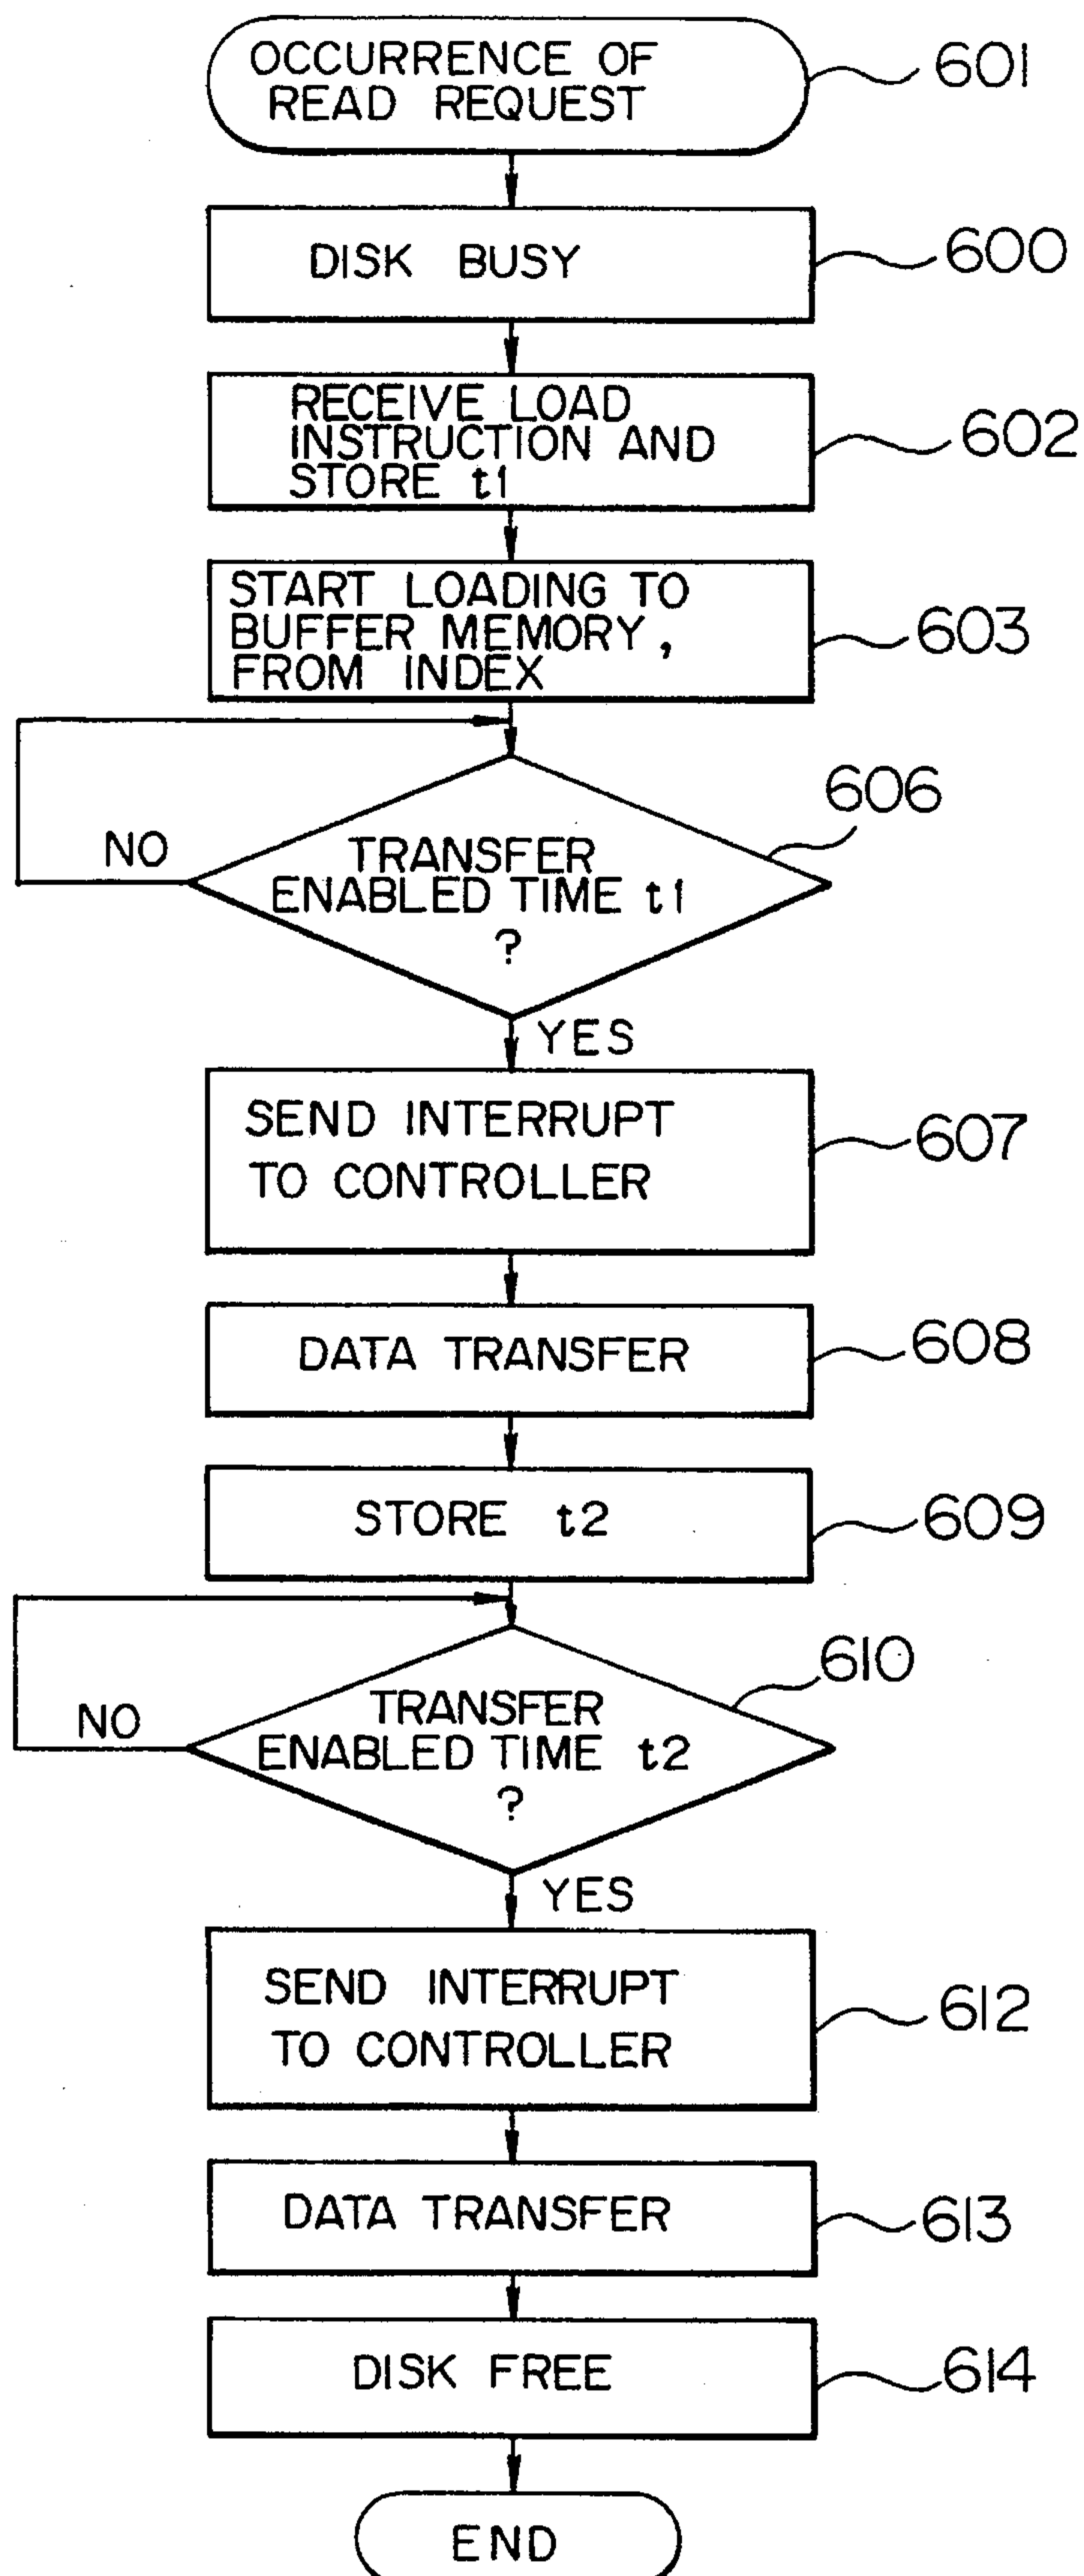 OCCURRENCE OF
READ REQUEST
601
DISK BUSY
600
RECEIVE LOAD
INSTRUCTION AND
STORE t1
602
START LOADING TO
BUFFER MEMORY,
FROM INDEX
603
606
NO
TRANSFER
ENABLED TIME t1
?
YES
SEND INTERRUPT
TO CONTROLLER
607
DATA TRANSFER
608
STORE t2
609
610
NO
TRANSFER
ENABLED TIME t2
?
YES
SEND INTERRUPT
TO CONTROLLER
612
DATA TRANSFER
613
DISK FREE
614
END